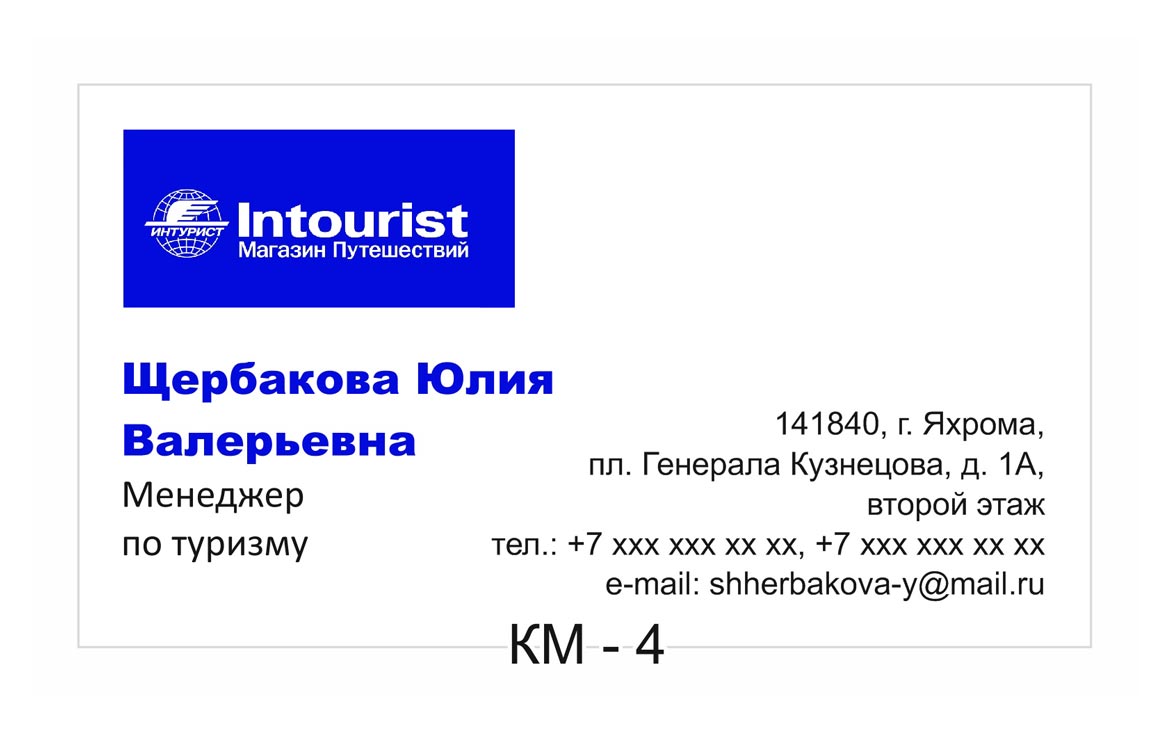 ИНТУРИСТ
Intourist
Магазин Путешествий
Щербакова Юлия
Валерьевна
Менеджер
по туризму
141840, г. Яхрома,
пл. Генерала Кузнецова, д. 1А,
второй этаж
тел.: +7 xxx xxx xx xx, +7 xxx xxx xx xx
e-mail: shherbakova-y@mail.ru
КМ - 4